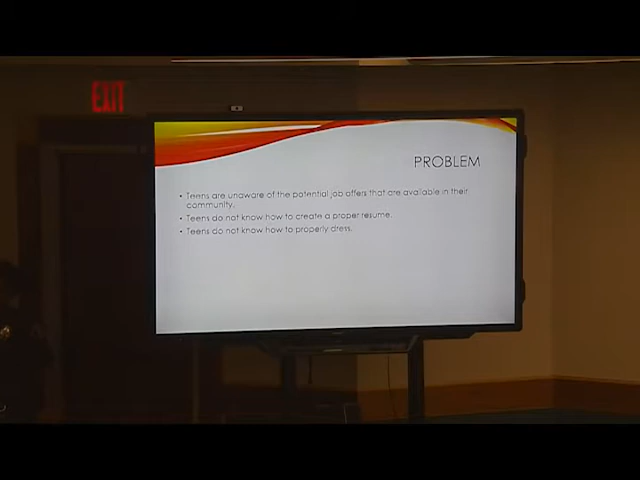 EXIT
PROBLEM
• Teens are unaware of the potential job offers that are available in their
community.
• Teens do not know how to create a proper resume.
• Teens do not know how to properly dress.